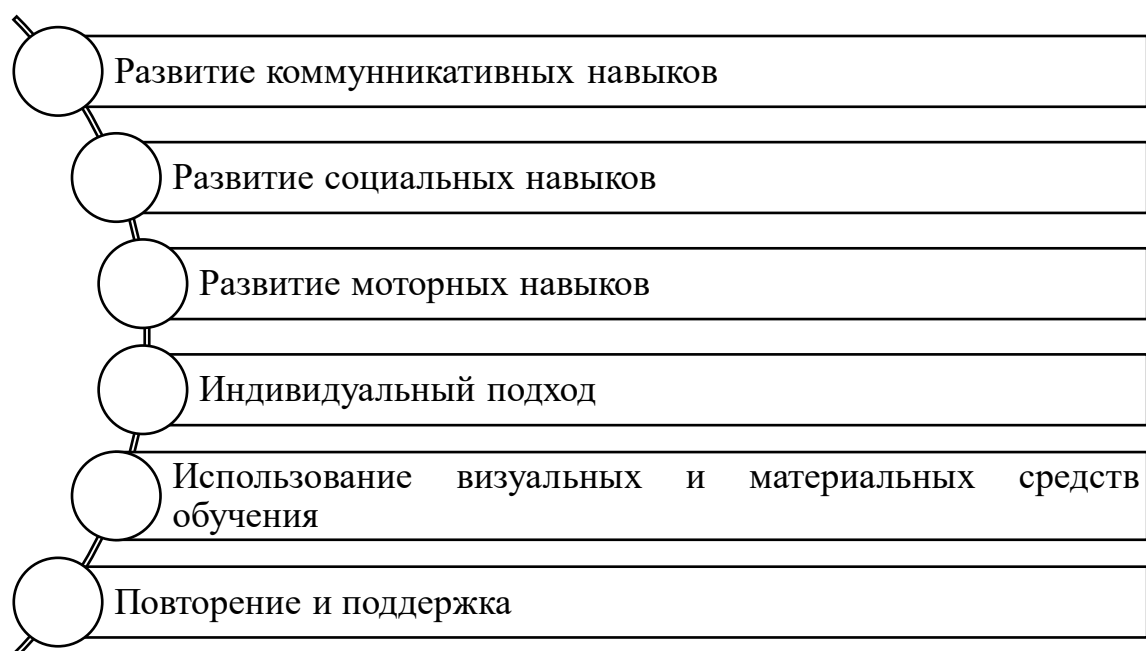 Развитие коммунникативных навыков
Развитие социальных навыков
Развитие моторных навыков
Индивидуальный подход
Использование визуальных и материальных средств
обучения
Повторение и поддержка